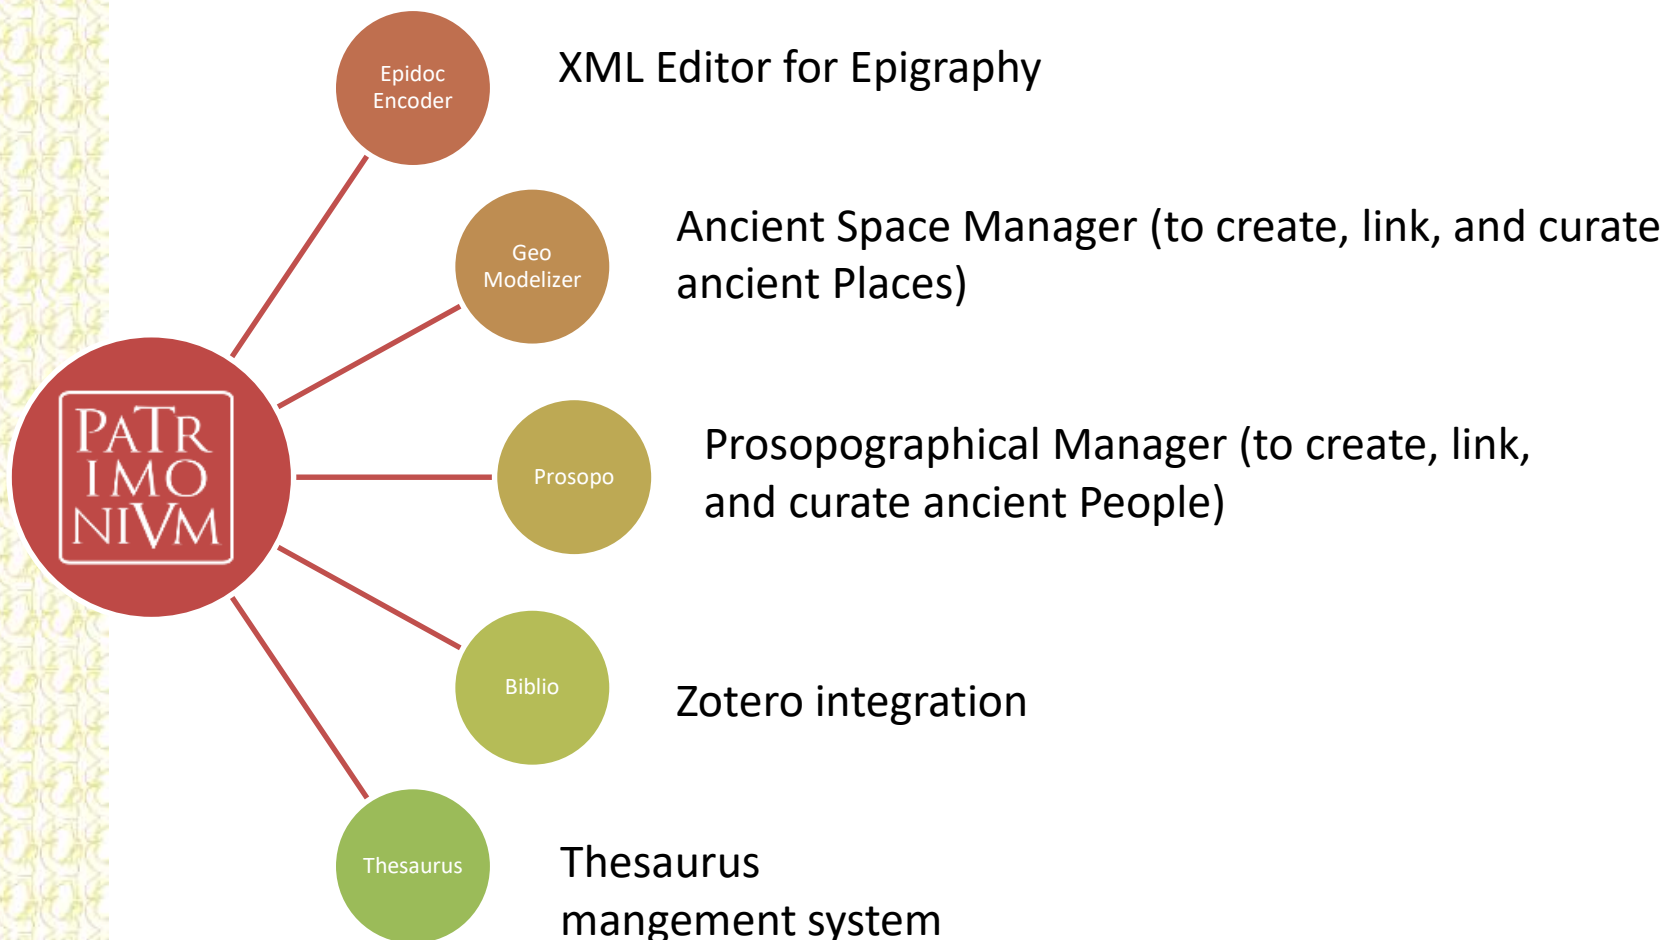 Epidoc
Encoder
XML Editor for Epigraphy
Geo
Modelizer
Ancient Space Manager (to create, link, and curate
ancient Places)
PATR
IMO
NIVM
Prosopo
Prosopographical Manager (to create, link,
and curate ancient People)
Biblio
Zotero integration
Thesaurus
Thesaurus
mangement system